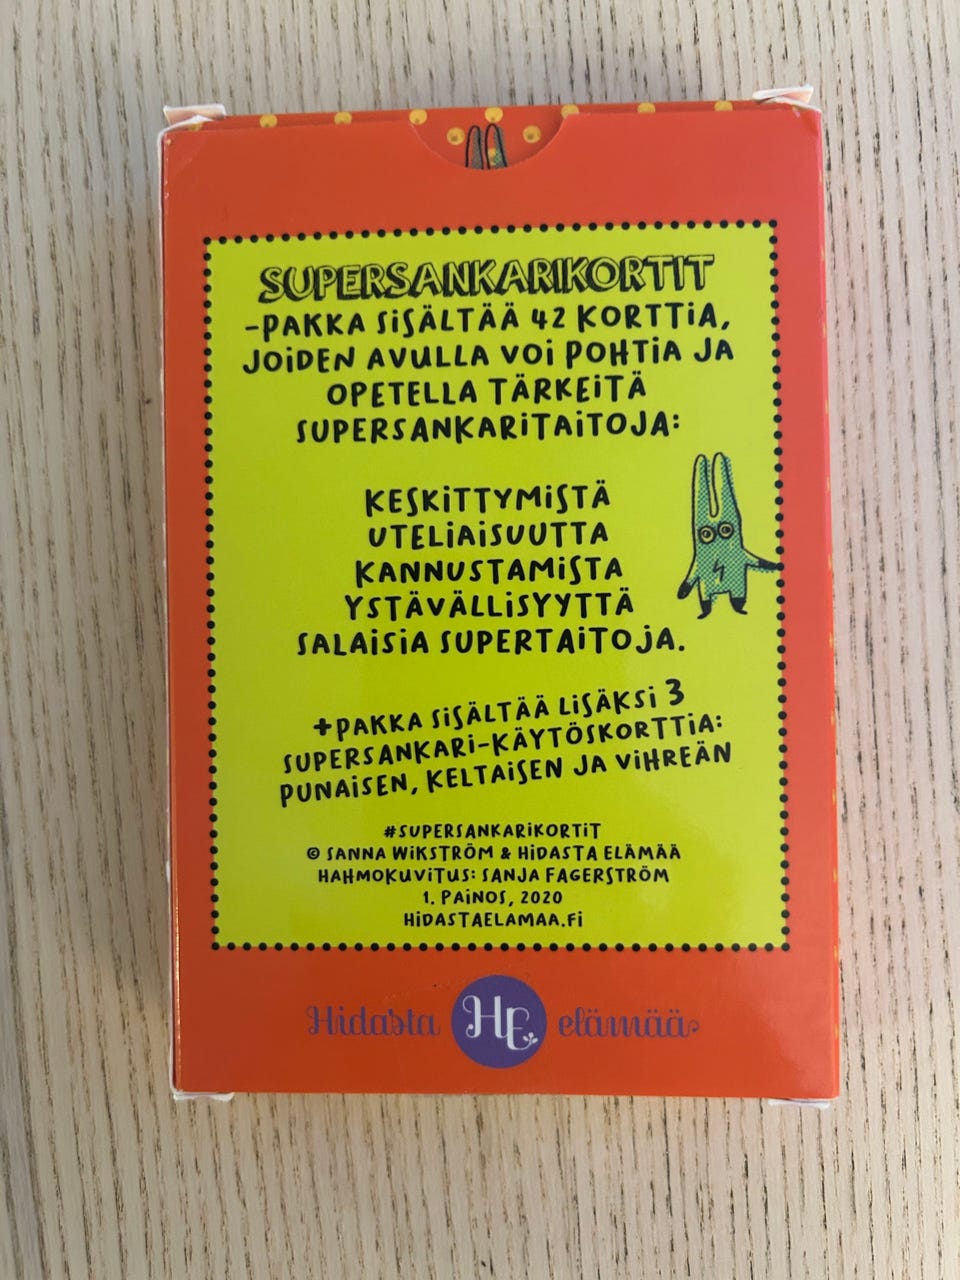 SUPERSANKARIKORTIT
-PAKKA SISÄLTÄÄ 42 KORTTIA,
JOIDEN AVULLA VOI POHTIA JA
OPETELLA TÄRKEITÄ
SUPERSANKARITAITOJA:
KESKITTYMISTÄ
UTELIAISUUTTA
KANNUSTAMISTA
YSTÄVÄLLISYYTTÄ
SALAISIA SUPERTAITOJA.
+PAKKA SISÄLTÄÄ LISÄKSI 3
SUPERSANKARI-KÄYTÖSKORTTIA:
PUNAISEN, KELTAISEN JA VIHREÄN
#SUPERSANKARIKORTIT
© SANNA WIKSTRÖM & HIDASTA ELÄMÄÄ
HAHMOKUVITUS: SANJA FAGERSTRÖM
1. PAINOS, 2020
HIDASTAELAMAA.FI
Hidasta HE elämää